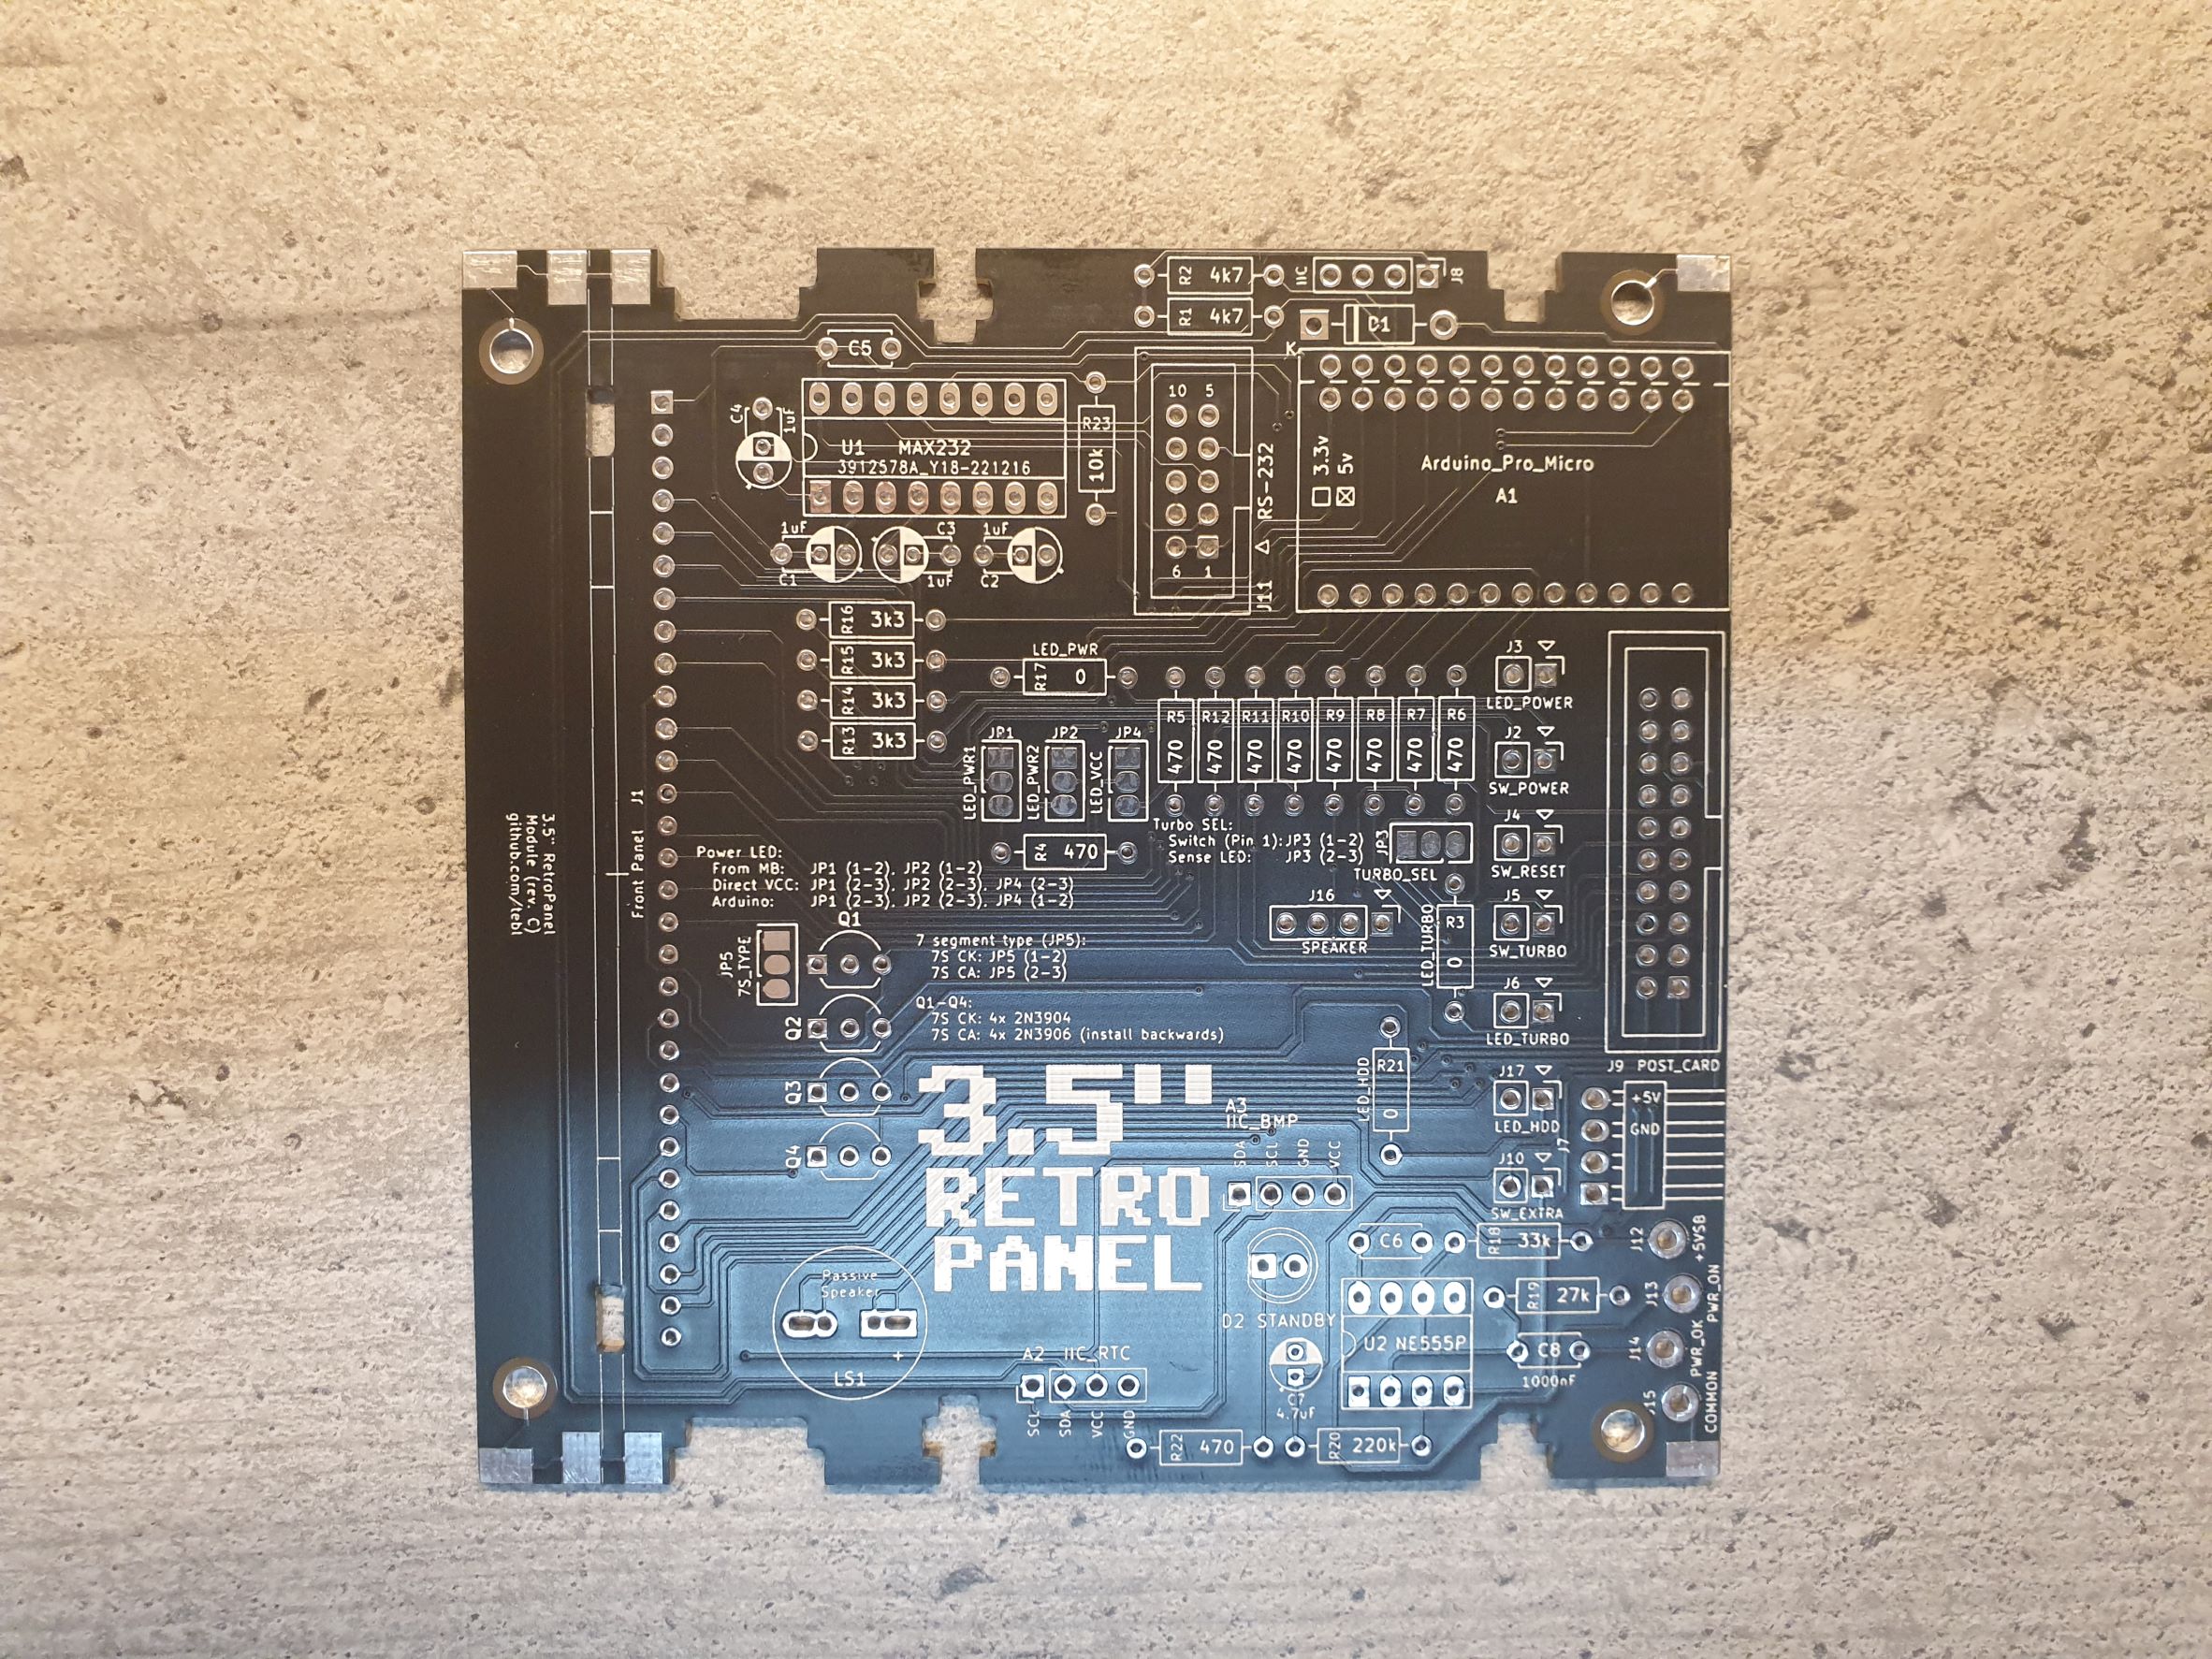 R2 4k7
IIC
J8
R1 4k7
D1
K
C5
10 5
C4
1uF
R23
10k
U1 MAX232
3912578A_Y18-221216
RS-232
3.3v
5v
Arduino_Pro_Micro
A1
1uF
C3
1uF
C1
1uF
C2
6 1
J11
R16 3k3
R15 3k3
R14 3k3
R13 3k3
LED_PWR
R17 0
J3
LED_POWER
R5 470
R12 470
R11 470
R10 470
R9 470
R8 470
R7 470
R6 470
JP1
LED_PWR1
JP2
LED_PWR2
JP4
LED_VCC
J2
SW_POWER
3.5" RetroPanel
Module (rev. C)
github.com/tebl
Front Panel J1
R4 470
Turbo SEL:
Switch (Pin 1): JP3 (1-2)
Sense LED: JP3 (2-3)
JP3
TURBO_SEL
J4
SW_RESET
Power LED:
From MB: JP1 (1-2), JP2 (1-2)
Direct VCC: JP1 (2-3), JP2 (2-3), JP4 (2-3)
Arduino: JP1 (2-3), JP2 (2-3), JP4 (1-2)
J16
SPEAKER
LED_TURBO
R3 0
J5
SW_TURBO
JP5
7S_TYPE
Q1
7 segment type (JP5):
7S CK: JP5 (1-2)
7S CA: JP5 (2-3)
Q2
Q1-Q4:
7S CK: 4x 2N3904
7S CA: 4x 2N3906 (install backwards)
J6
LED_TURBO
J9 POST_CARD
Q3
3.5"
RETRO
PANEL
LED_HDD
R21 0
J17
LED_HDD
J7
+5V
GND
Q4
A3
IIC_BMP
SDA
SCL
GND
VCC
J10
SW_EXTRA
C6
R18 33k
J12
+5VSB
Passive
Speaker
+
LS1
D2 STANDBY
R19 27k
J13
PWR_ON
U2 NE555P
C8
1000nF
J14
PWR_OK
A2 IIC_RTC
SCL
SDA
VCC
GND
C7
4.7uF
J15
COMMON
R22 470
R20 220k